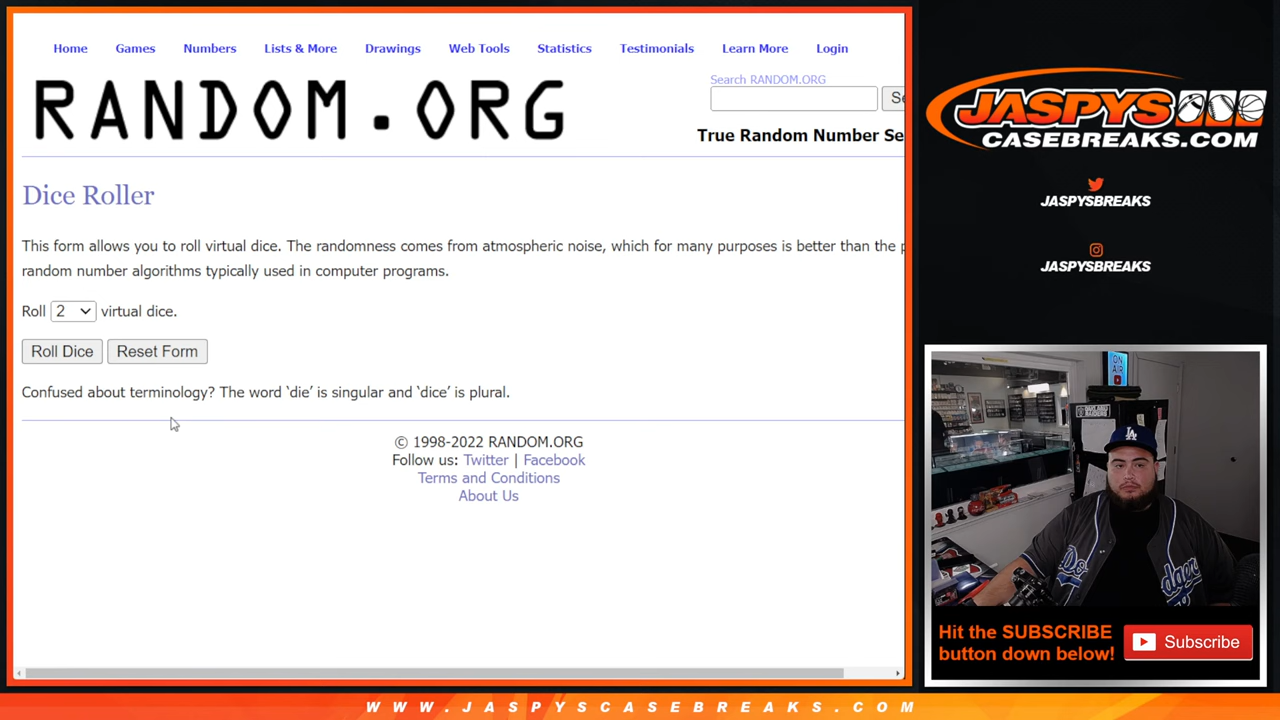 Home Games Numbers Lists & More Drawings Web Tools Statistics Testimonials Learn More Login
RANDOM.ORG
Search RANDOM.ORG
Se
True Random Number Se
Dice Roller
This form allows you to roll virtual dice. The randomness comes from atmospheric noise, which for many purposes is better than the p
random number algorithms typically used in computer programs.
Roll 2 virtual dice.
Roll Dice Reset Form
Confused about terminology? The word ‘die’ is singular and ‘dice’ is plural.
© 1998-2022 RANDOM.ORG
Follow us: Twitter | Facebook
Terms and Conditions
About Us
JASPYS
CASEBREAKS.COM
JASPYSBREAKS
JASPYSBREAKS
ON
AIR
LA
Hit the SUBSCRIBE
button down below!
Subscribe
WWW.JASPYSCASEBREAKS.COM